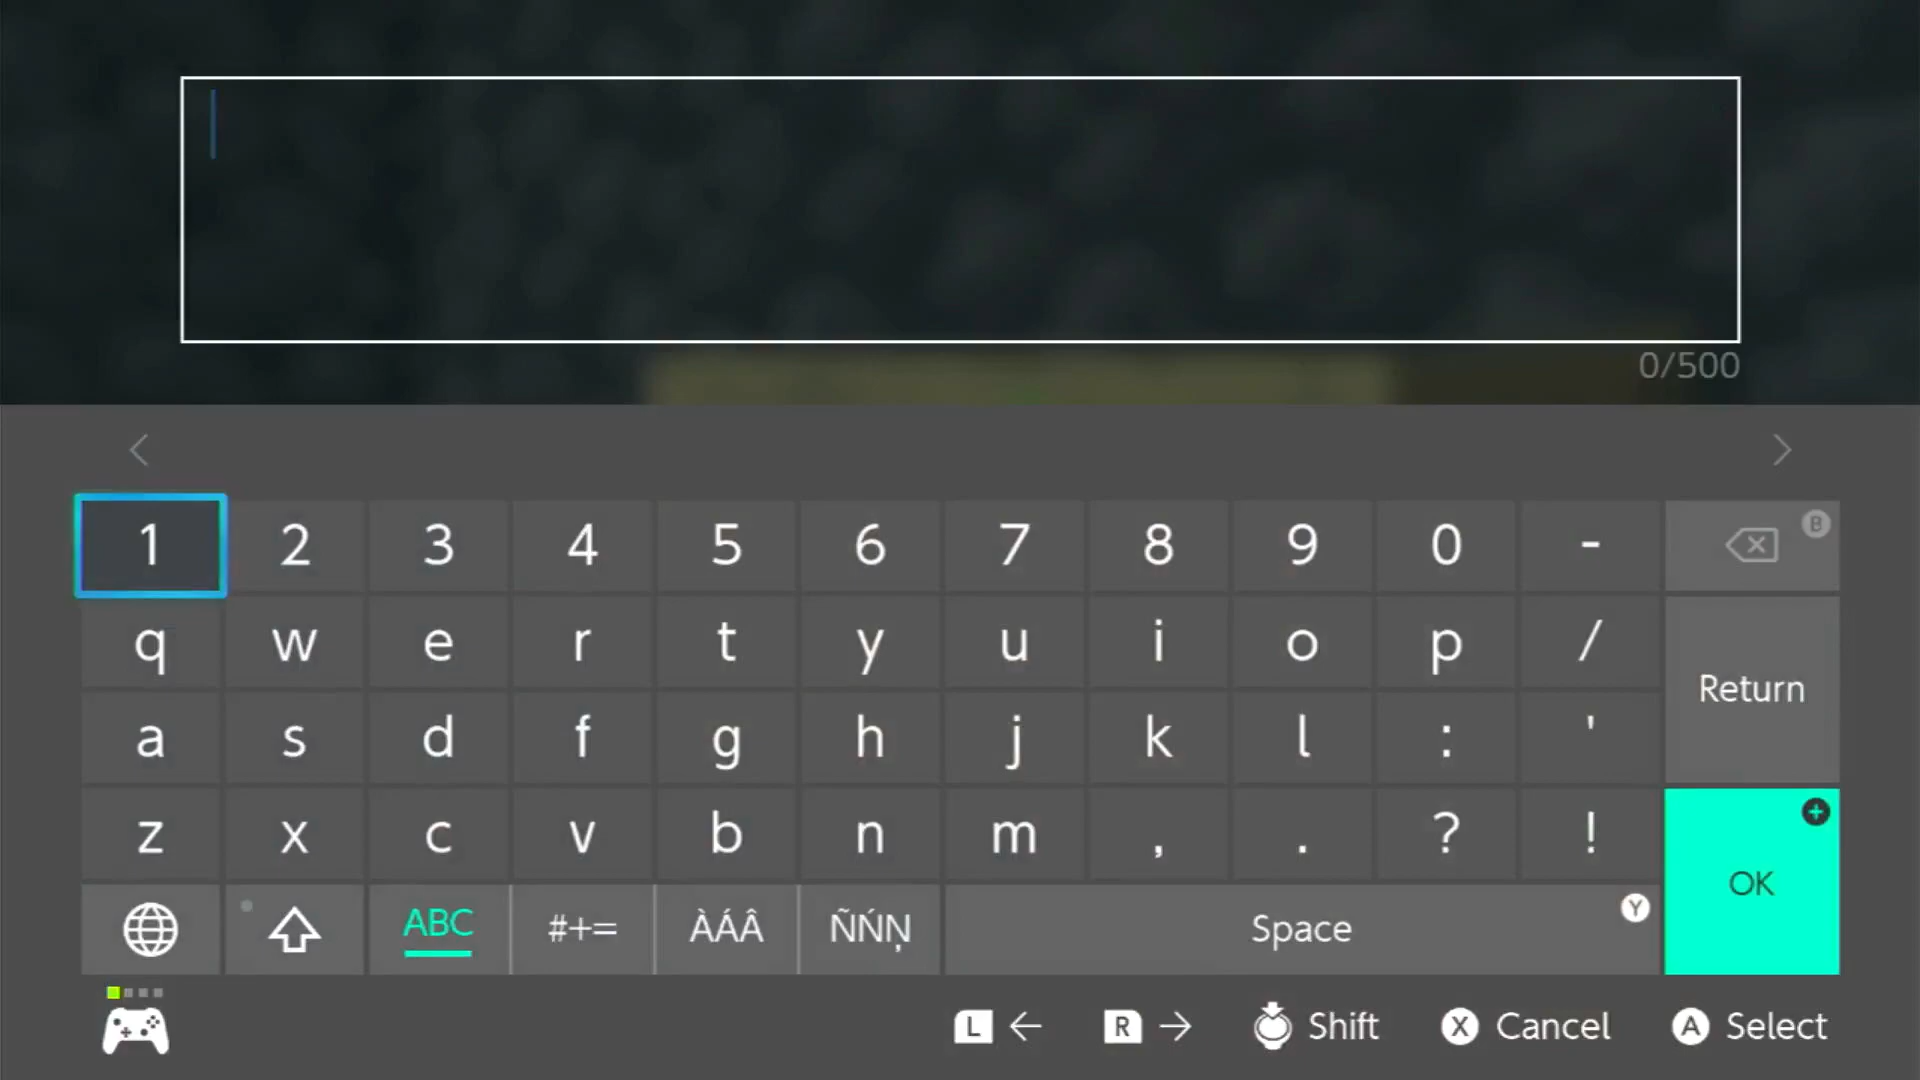 0/500
1 2 3 4 5 6 7 8 9 0 - B
q w e r t y u i o p /
Return
a s d f g h j k l : '
z x c v b n m , . ? !
OK
ABC #+= ÀÁÂ ÑŃŅ Space Y
L ← R → Shift X Cancel A Select